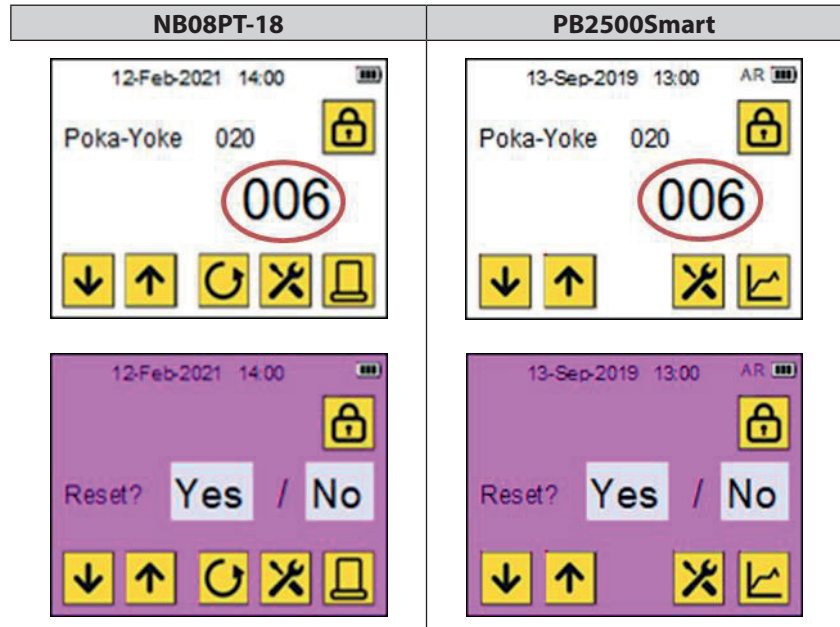 NB08PT-18
PB2500Smart
12-Feb-2021 14:00
Poka-Yoke 020
006
13-Sep-2019 13:00 AR
Poka-Yoke 020
006
12-Feb-2021 14:00
Reset? Yes / No
13-Sep-2019 13:00 AR
Reset? Yes / No